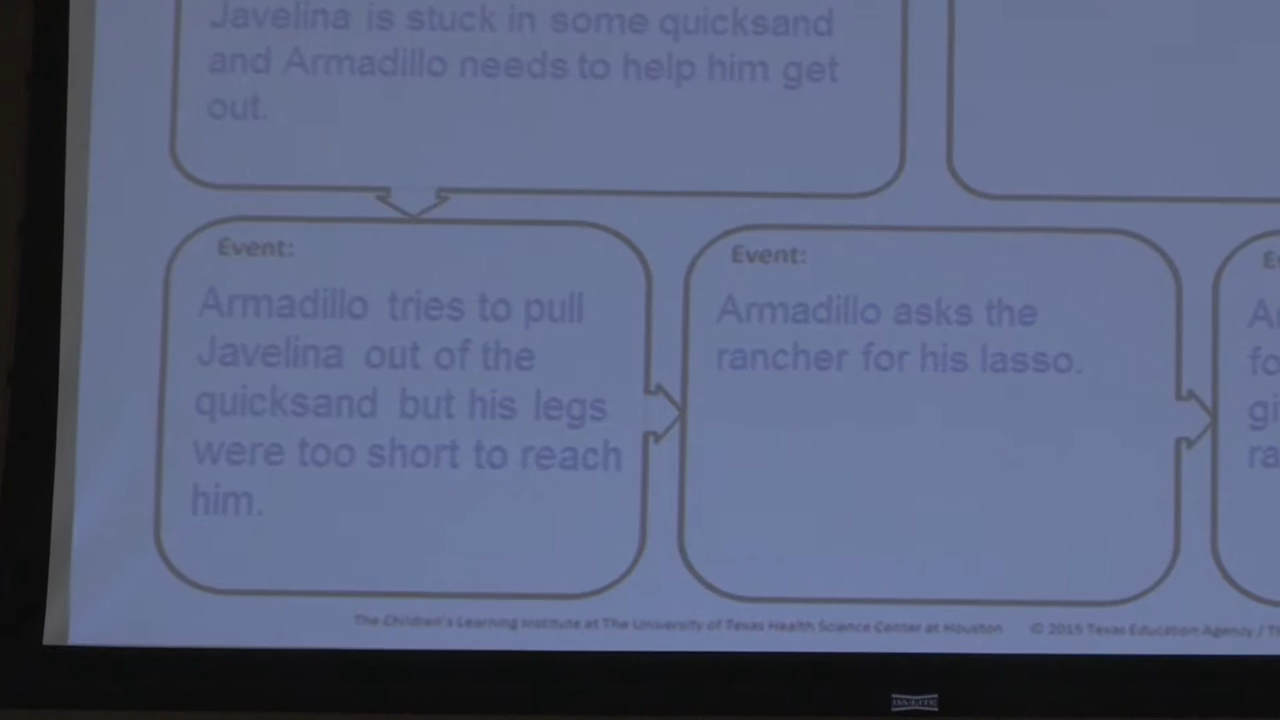 Javelina is stuck in some quicksand
and Armadillo needs to help him get
out.
Event:
Armadillo tries to pull
Javelina out of the
quicksand but his legs
were too short to reach
him.
Event:
Armadillo asks the
rancher for his lasso.
The Children's Learning Institute at The University of Texas Health Science Center at Houston © 2015 Texas Education Agency /
DA-LITE